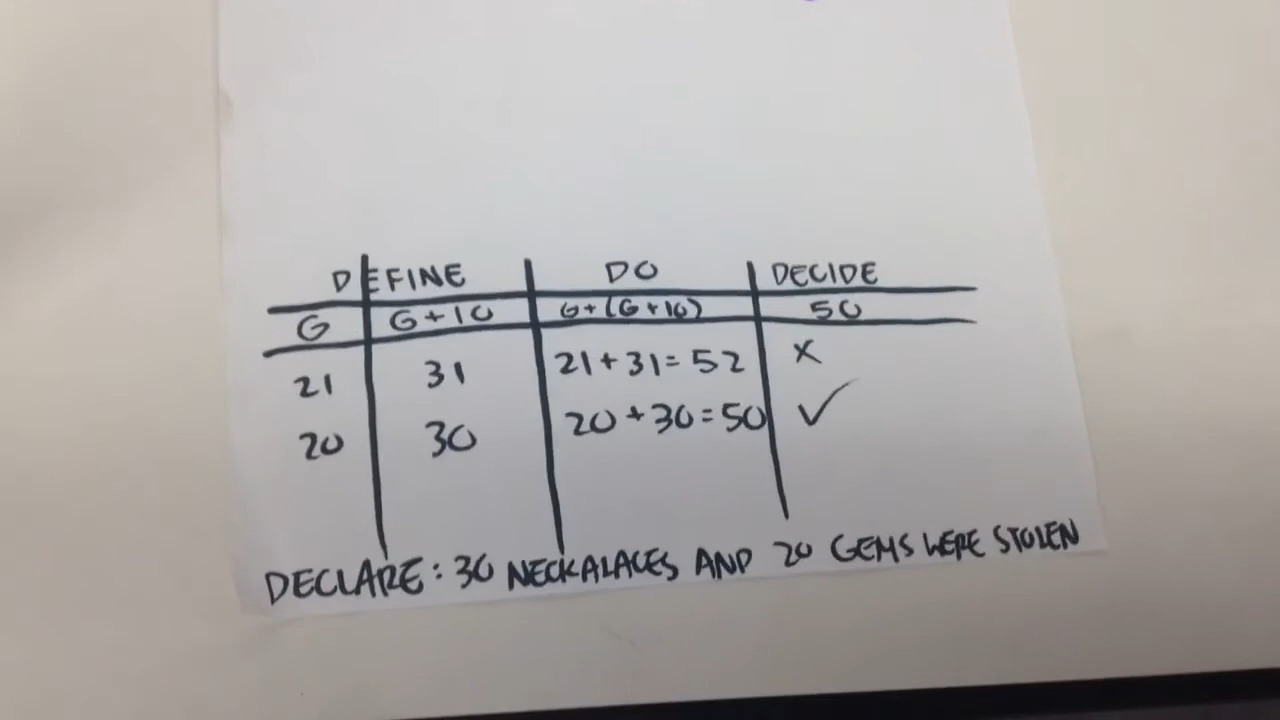 DEFINE DO DECIDE
G G+10 G+(G+10) 50
21 31 21+31=52 x
20 30 20+30=50 ✓
DECLARE: 30 NECKALACES AND 20 GEMS WERE STOLEN